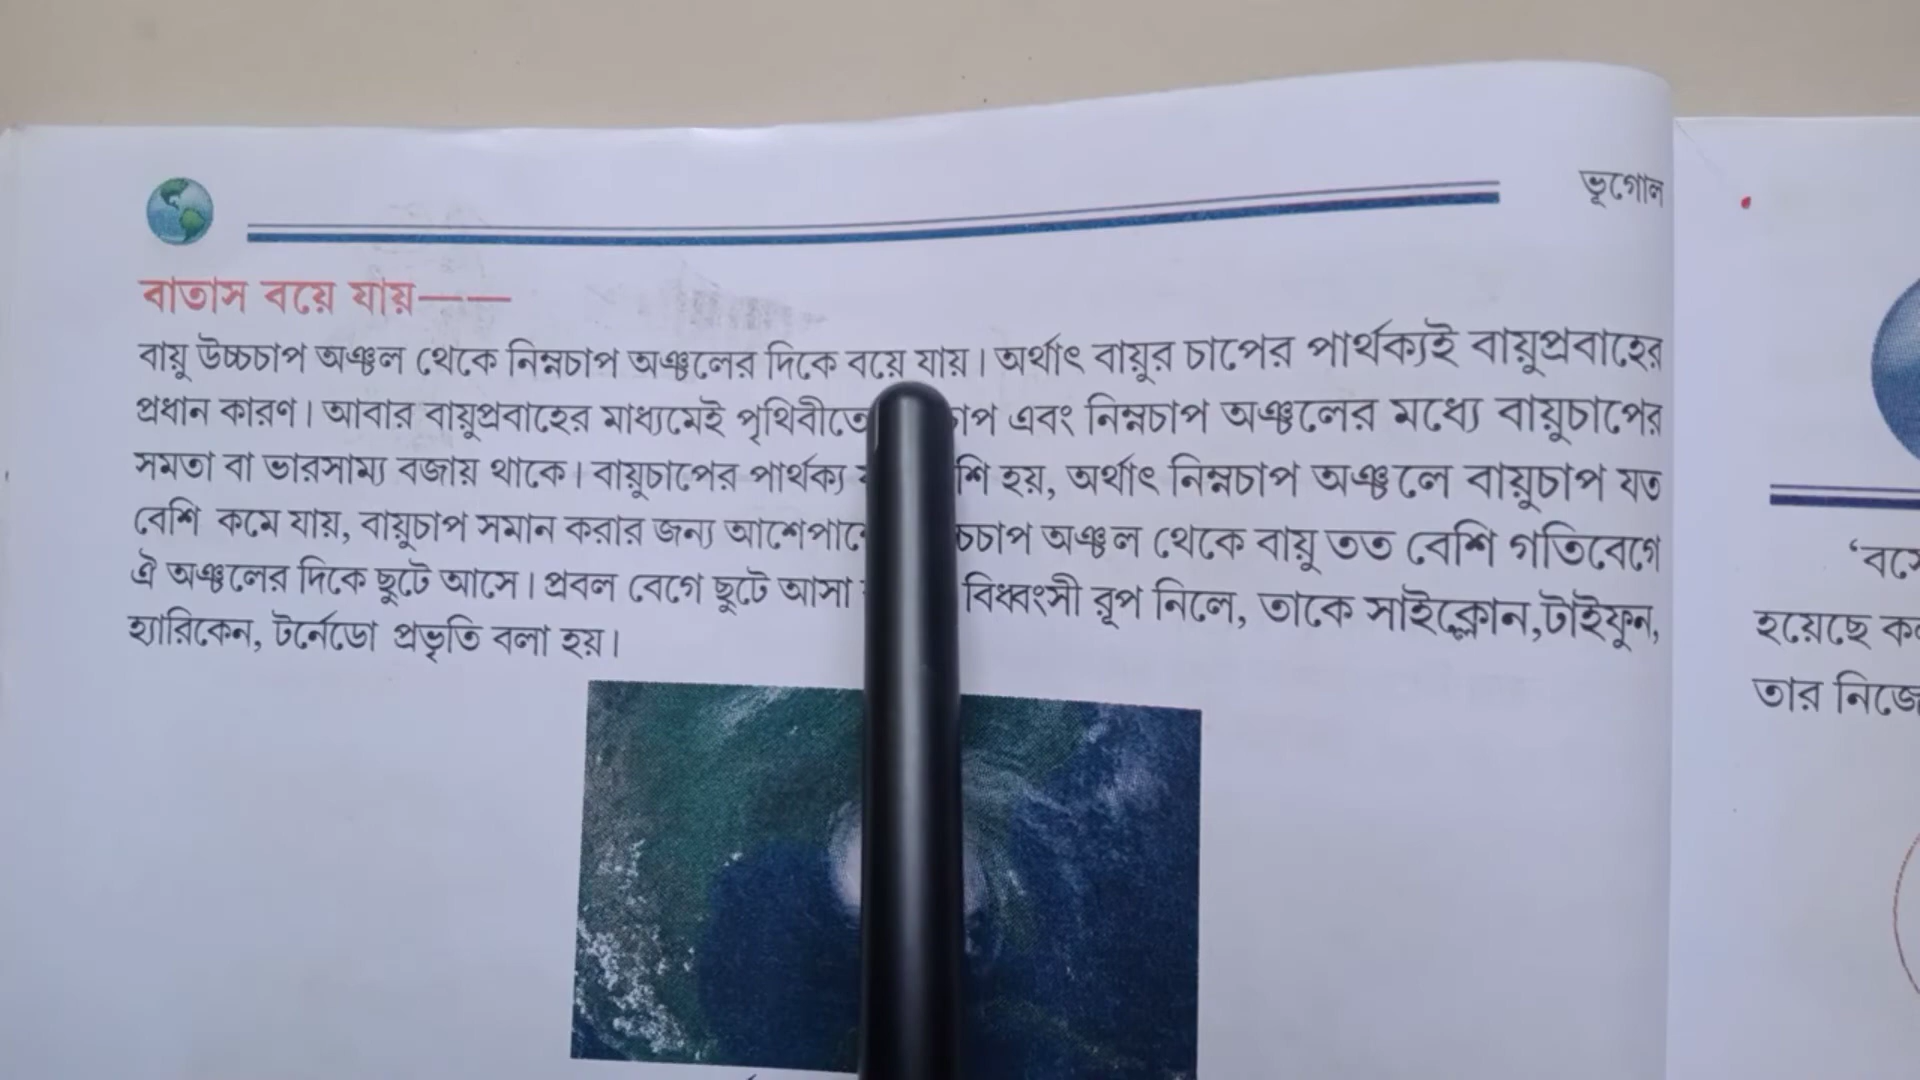 ভূগোল
বাতাস বয়ে যায়——
বায়ু উচ্চচাপ অঞ্চল থেকে নিম্নচাপ অঞ্চলের দিকে বয়ে যায়। অর্থাৎ বায়ুর চাপের পার্থক্যই বায়ুপ্রবাহের
প্রধান কারণ। আবার বায়ুপ্রবাহের মাধ্যমেই পৃথিবীতে এবং নিম্নচাপ অঞ্চলের মধ্যে বায়ুচাপের
সমতা বা ভারসাম্য বজায় থাকে। বায়ুচাপের পার্থক্য হয়, অর্থাৎ নিম্নচাপ অঞ্চলে বায়ুচাপ যত
বেশি কমে যায়, বায়ুচাপ সমান করার জন্য অঞ্চল থেকে বায়ু তত বেশি গতিবেগে
ঐ অঞ্চলের দিকে ছুটে আসে। প্রবল বেগে ছুটে আসা বিধ্বংসী রূপ নিলে, তাকে সাইক্লোন,টাইফুন,
হ্যারিকেন, টর্নেডো প্রভৃতি বলা হয়।
হয়েছে
তার